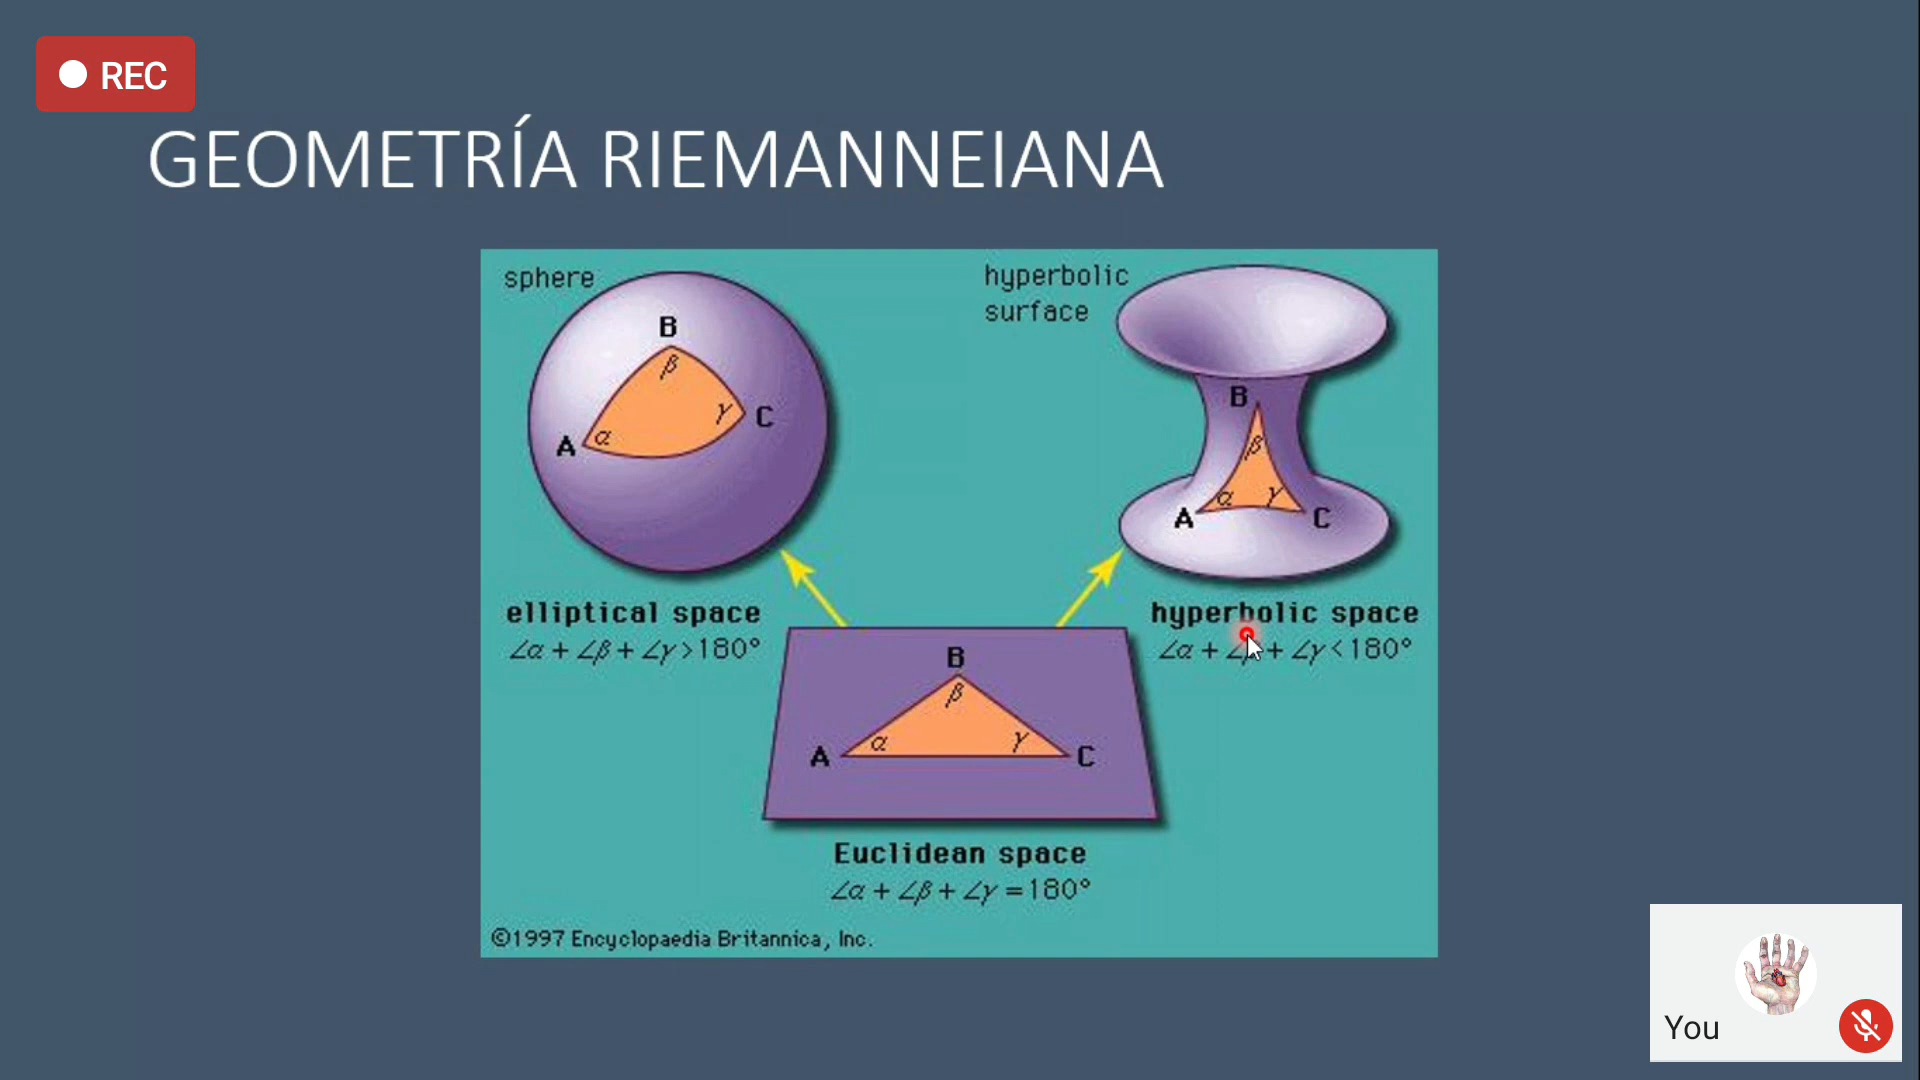 REC
GEOMETRÍA RIEMANNEIANA
sphere
B
β
A
α
γ
C
elliptical space
∠α + ∠β + ∠γ > 180°
hyperbolic
surface
B
β
A
α
γ
C
hyperbolic space
∠α + ∠β + ∠γ < 180°
B
β
A
α
γ
C
Euclidean space
∠α + ∠β + ∠γ = 180°
©1997 Encyclopaedia Britannica, Inc.
You